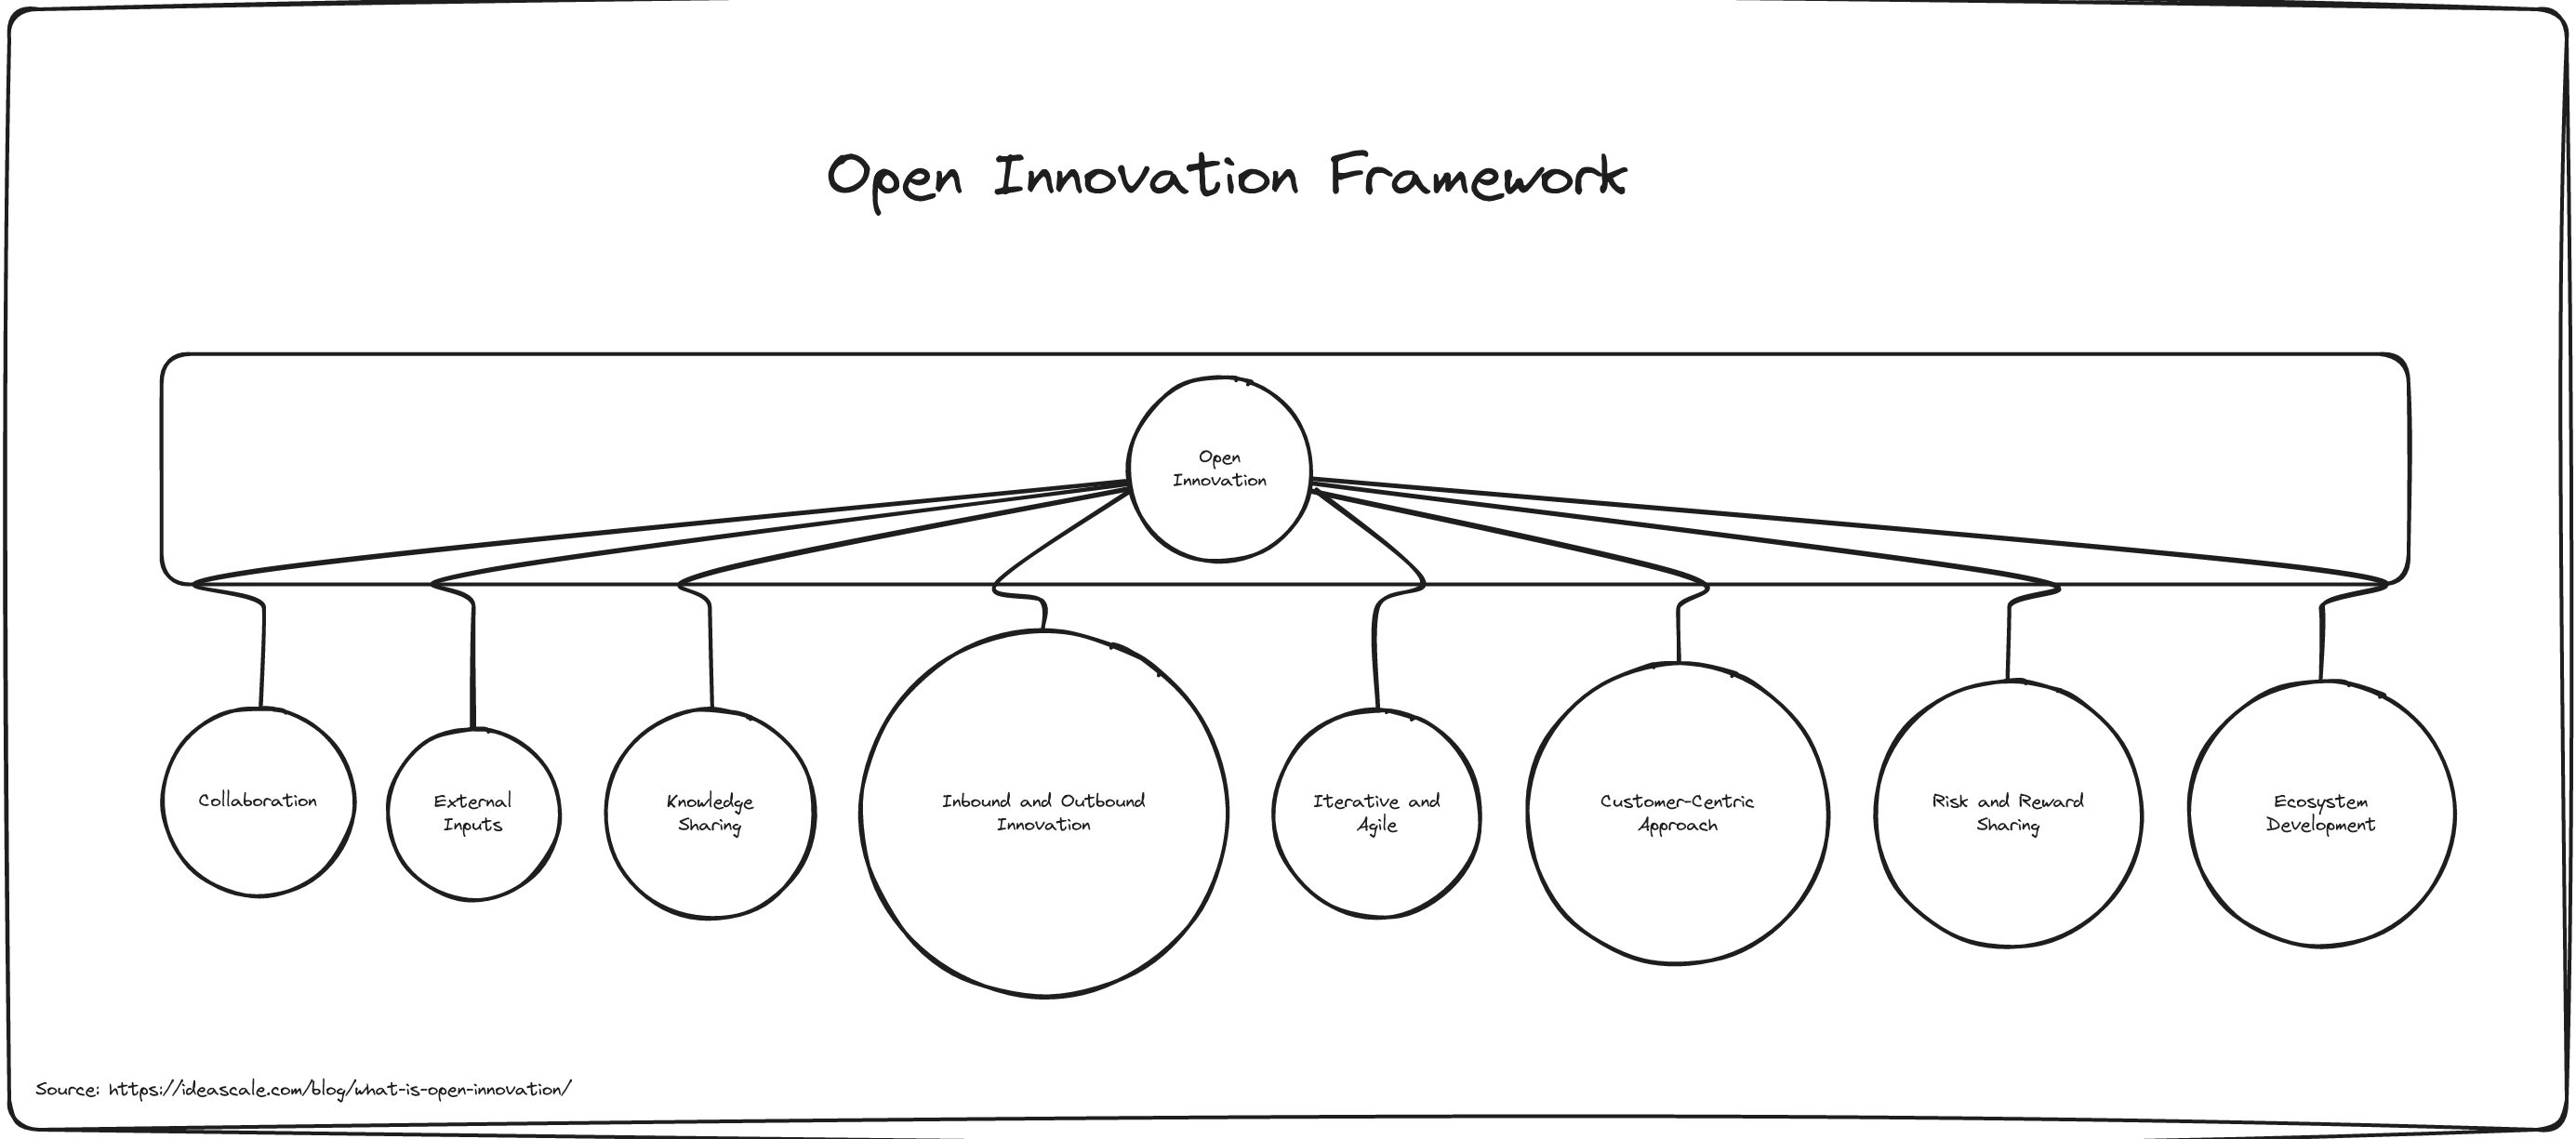 Open Innovation Framework
Open
Innovation
Collaboration
External
Inputs
Knowledge
Sharing
Inbound and Outbound
Innovation
Iterative and
Agile
Customer-Centric
Approach
Risk and Reward
Sharing
Ecosystem
Development
Source: https://ideascale.com/blog/what-is-open-innovation/